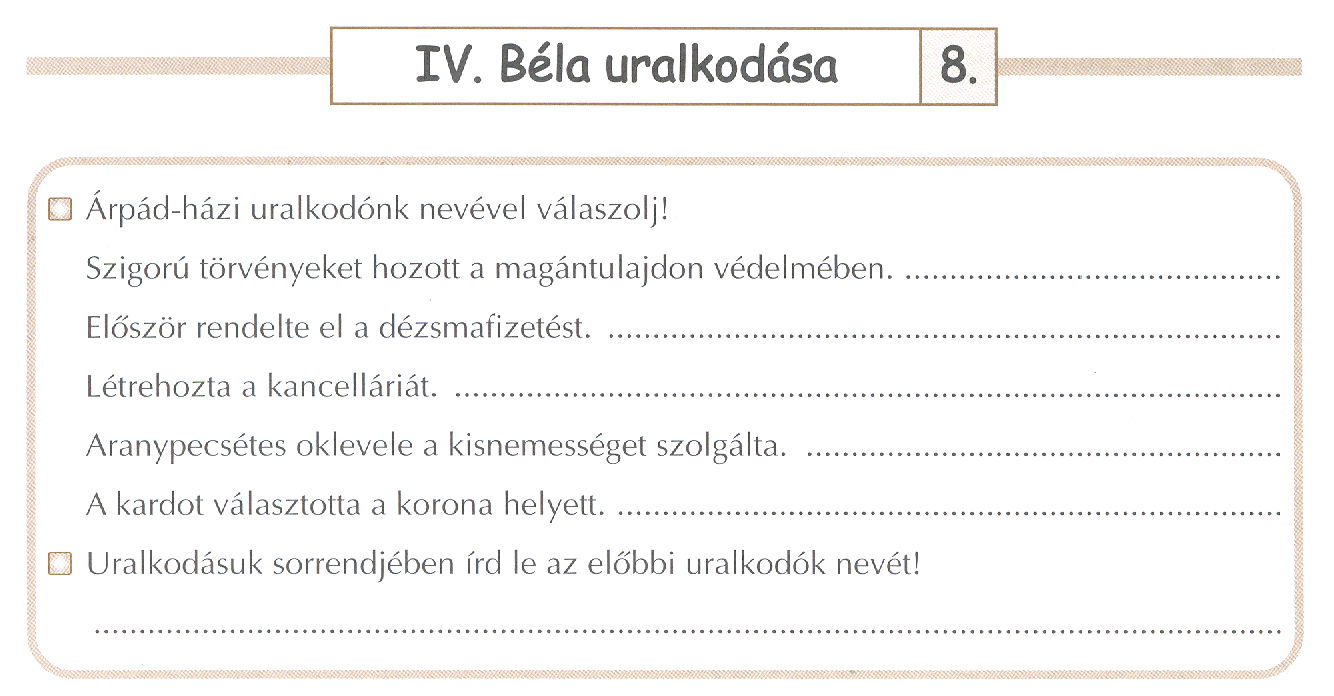 IV. Béla uralkodása 8.
Árpád-házi uralkodónk nevével válaszolj!
Szigorú törvényeket hozott a magántulajdon védelmében. ..........................................
Először rendelte el a dézsmafizetést. ...........................................................................
Létrehozta a kancelláriát. ............................................................................................
Aranypecsétes oklevele a kisnemességet szolgálta. .....................................................
A kardot választotta a korona helyett. ..........................................................................
Uralkodásuk sorrendjében írd le az előbbi uralkodók nevét!
....................................................................................................................................